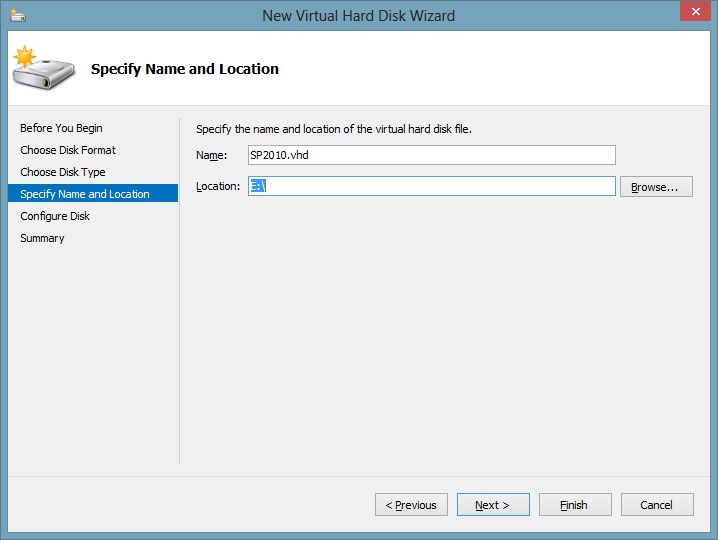 New Virtual Hard Disk Wizard
Specify Name and Location
Before You Begin
Choose Disk Format
Choose Disk Type
Specify Name and Location
Configure Disk
Summary
Specify the name and location of the virtual hard disk file.
Name: SP2010.vhd
Location: E:\ Browse...
< Previous Next > Finish Cancel